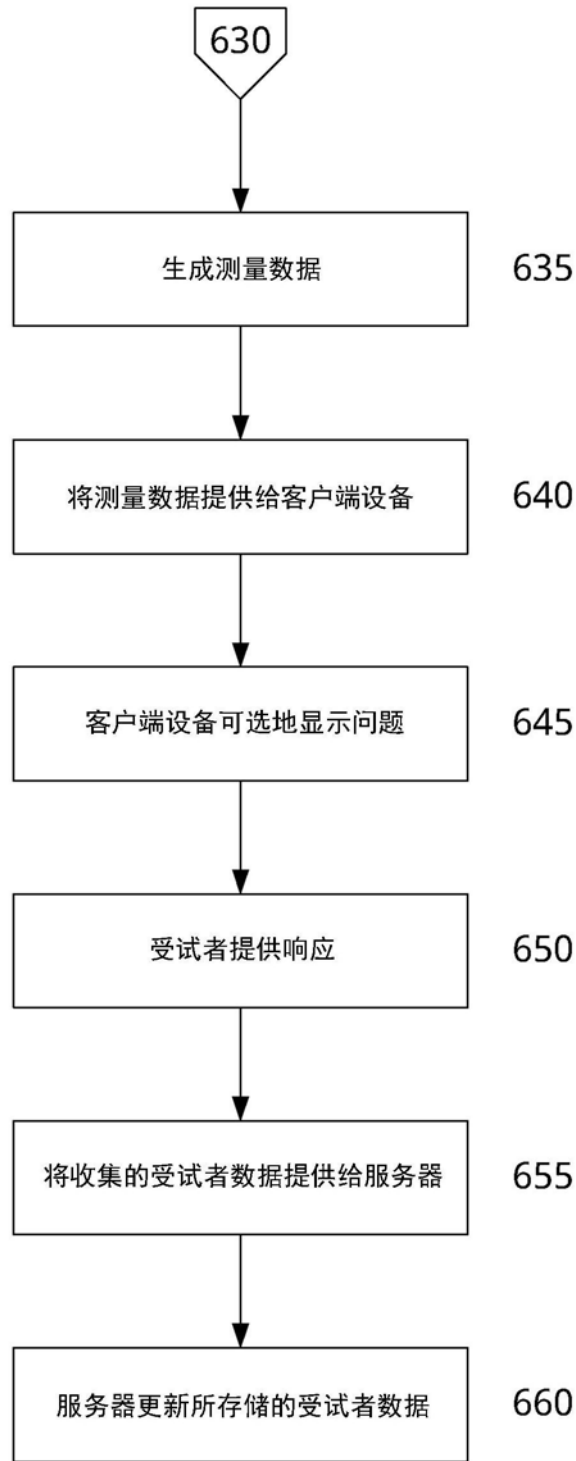 630
生成测量数据
635
将测量数据提供给客户端设备
640
客户端设备可选地显示问题
645
受试者提供响应
650
将收集的受试者数据提供给服务器
655
服务器更新所存储的受试者数据
660